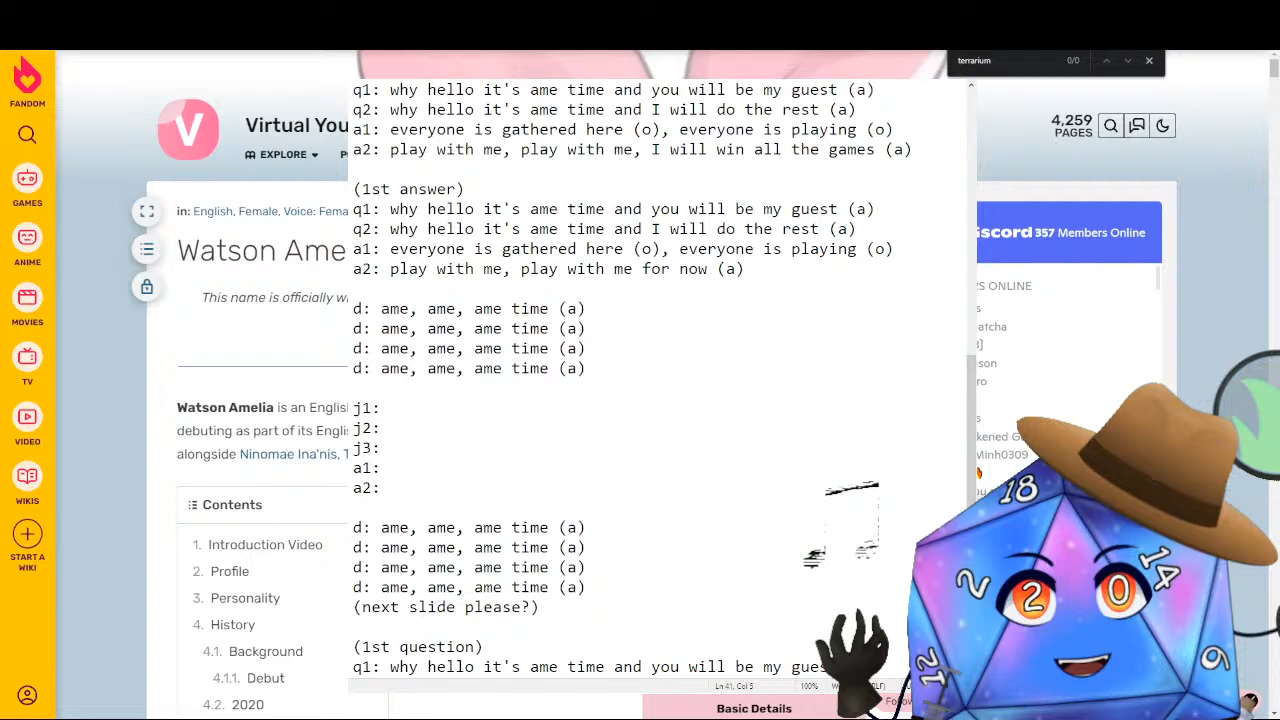 terrarium
0/0
FANDOM
GAMES
ANIME
MOVIES
TV
VIDEO
WIKIS
START A
WIKI
V
Virtual You
EXPLORE
4,259
PAGES
in: English, Female, Voice: Fema
Watson Ame
This name is officially w
Watson Amelia is an English
debuting as part of its Englis
alongside Ninomae Ina'nis, T
Contents
1. Introduction Video
2. Profile
3. Personality
4. History
4.1. Background
4.1.1. Debut
4.2. 2020
q1: why hello it's ame time and you will be my guest (a)
q2: why hello it's ame time and I will do the rest (a)
a1: everyone is gathered here (o), everyone is playing (o)
a2: play with me, play with me, I will win all the games (a)
(1st answer)
q1: why hello it's ame time and you will be my guest (a)
q2: why hello it's ame time and I will do the rest (a)
a1: everyone is gathered here (o), everyone is playing (o)
a2: play with me, play with me for now (a)
d: ame, ame, ame time (a)
d: ame, ame, ame time (a)
d: ame, ame, ame time (a)
d: ame, ame, ame time (a)
j1:
j2:
j3:
a1:
a2:
d: ame, ame, ame time (a)
d: ame, ame, ame time (a)
d: ame, ame, ame time (a)
d: ame, ame, ame time (a)
(next slide please?)
(1st question)
q1: why hello it's ame time and you will be my gues
Ln 41, Col 5
100%
Basic Details
iscord 357 Members Online
RS ONLINE
atcha
Minh0309
18
14
2
2
0
12
6